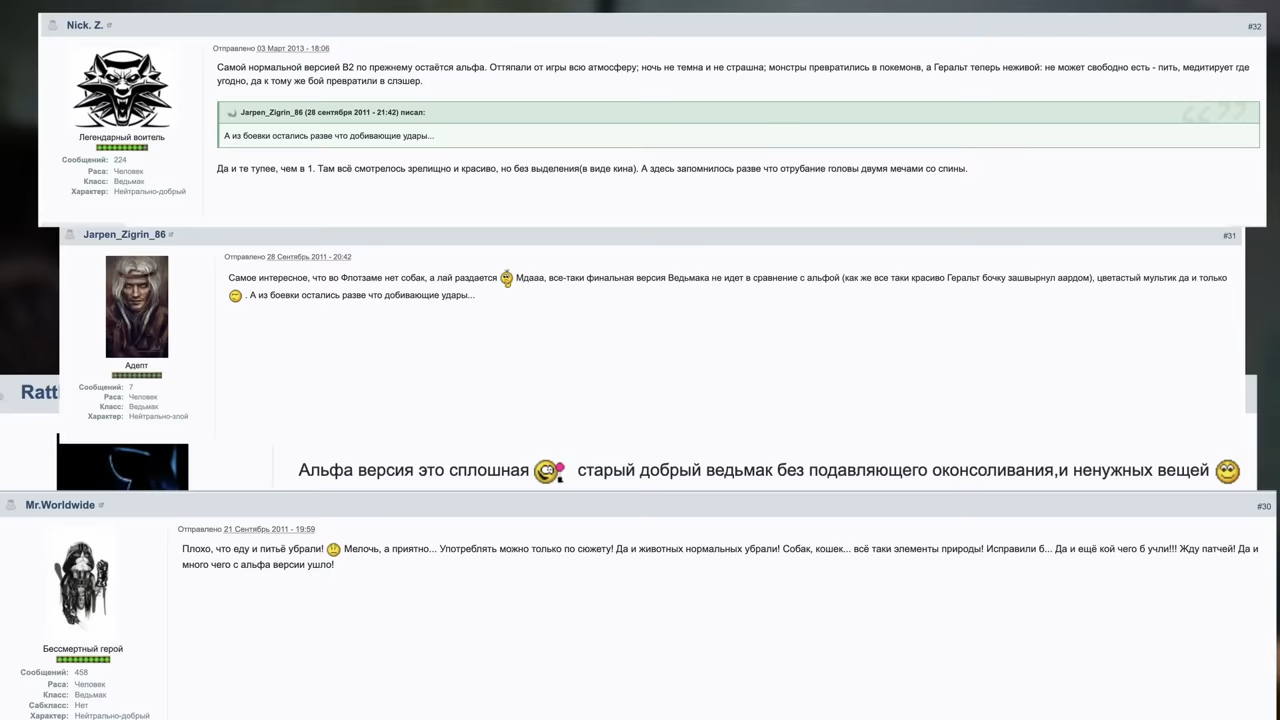 Nick. Z.
#32
Отправлено 03 Март 2013 - 18:06
Самой нормальной версией В2 по прежнему остаётся альфа. Оттяпали от игры всю атмосферу; ночь не темна и не страшна; монстры превратились в покемонв, а Геральт теперь неживой: не может свободно есть - пить, медитирует где
угодно, да к тому же бой превратили в слэшер.
Jarpen_Zigrin_86 (28 сентября 2011 - 21:42) писал:
А из боевки остались разве что добивающие удары...
Да и те тупее, чем в 1. Там всё смотрелось зрелищно и красиво, но без выделения(в виде кина). А здесь запомнилось разве что отрубание головы двумя мечами со спины.
Легендарный воитель
Сообщений: 224
Раса: Человек
Класс: Ведьмак
Характер: Нейтрально-добрый
Jarpen_Zigrin_86
#31
Отправлено 28 Сентябрь 2011 - 20:42
Самое интересное, что во Флотзаме нет собак, а лай раздается Мдааа, все-таки финальная версия Ведьмака не идет в сравнение с альфой (как же все таки красиво Геральт бочку зашвырнул аардом), цветастый мультик да и только
. А из боевки остались разве что добивающие удары...
Адепт
Сообщений: 7
Раса: Человек
Класс: Ведьмак
Характер: Нейтрально-злой
Ratt
Альфа версия это сплошная старый добрый ведьмак без подавляющего оконсоливания,и ненужных вещей
Mr.Worldwide
#30
Отправлено 21 Сентябрь 2011 - 19:59
Плохо, что еду и питьё убрали! Мелочь, а приятно... Употреблять можно только по сюжету! Да и животных нормальных убрали! Собак, кошек... всё таки элементы природы! Исправили б... Да и ещё кой чего б учли!!! Жду патчей! Да и
много чего с альфа версии ушло!
Бессмертный герой
Сообщений: 458
Раса: Человек
Класс: Ведьмак
Сабкласс: Нет
Характер: Нейтрально-добрый